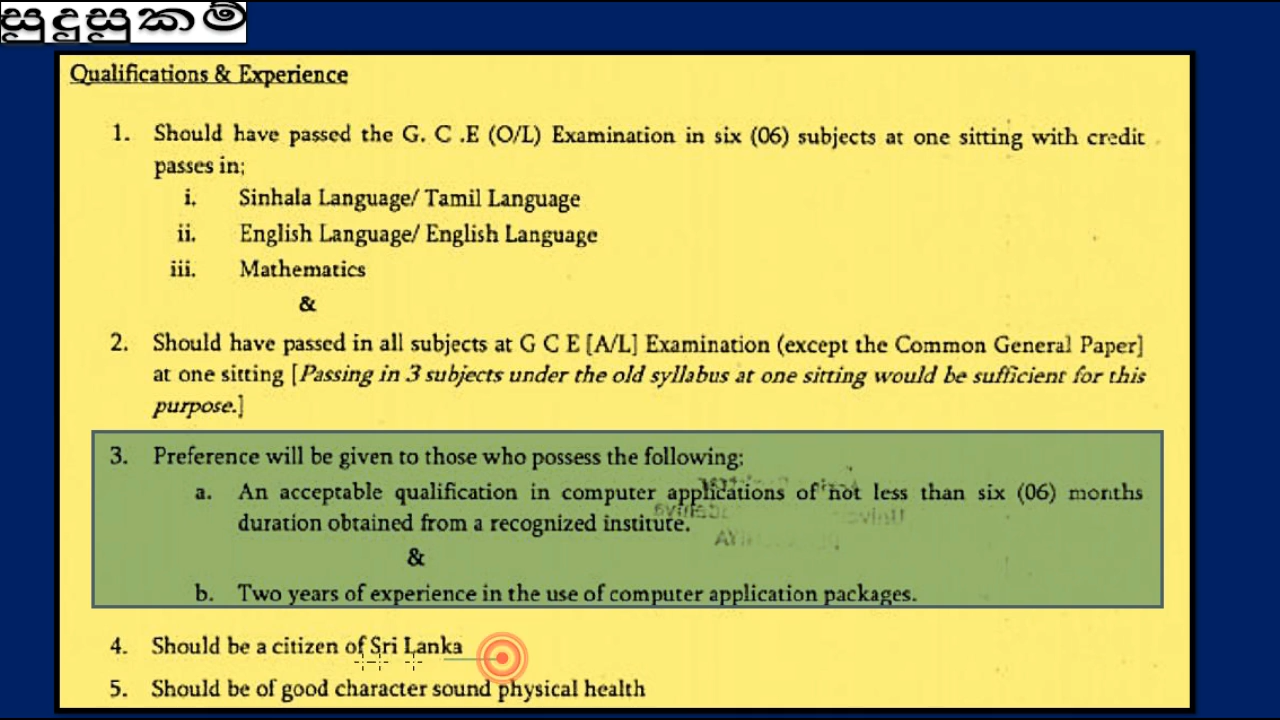 සුදුසුකම්
Qualifications & Experience
1. Should have passed the G. C .E (O/L) Examination in six (06) subjects at one sitting with credit
passes in;
i. Sinhala Language/ Tamil Language
ii. English Language/ English Language
iii. Mathematics
&
2. Should have passed in all subjects at G C E [A/L] Examination (except the Common General Paper]
at one sitting [Passing in 3 subjects under the old syllabus at one sitting would be sufficient for this
purpose.]
3. Preference will be given to those who possess the following:
a. An acceptable qualification in computer applications of not less than six (06) months
duration obtained from a recognized institute.
&
b. Two years of experience in the use of computer application packages.
4. Should be a citizen of Sri Lanka
5. Should be of good character sound physical health